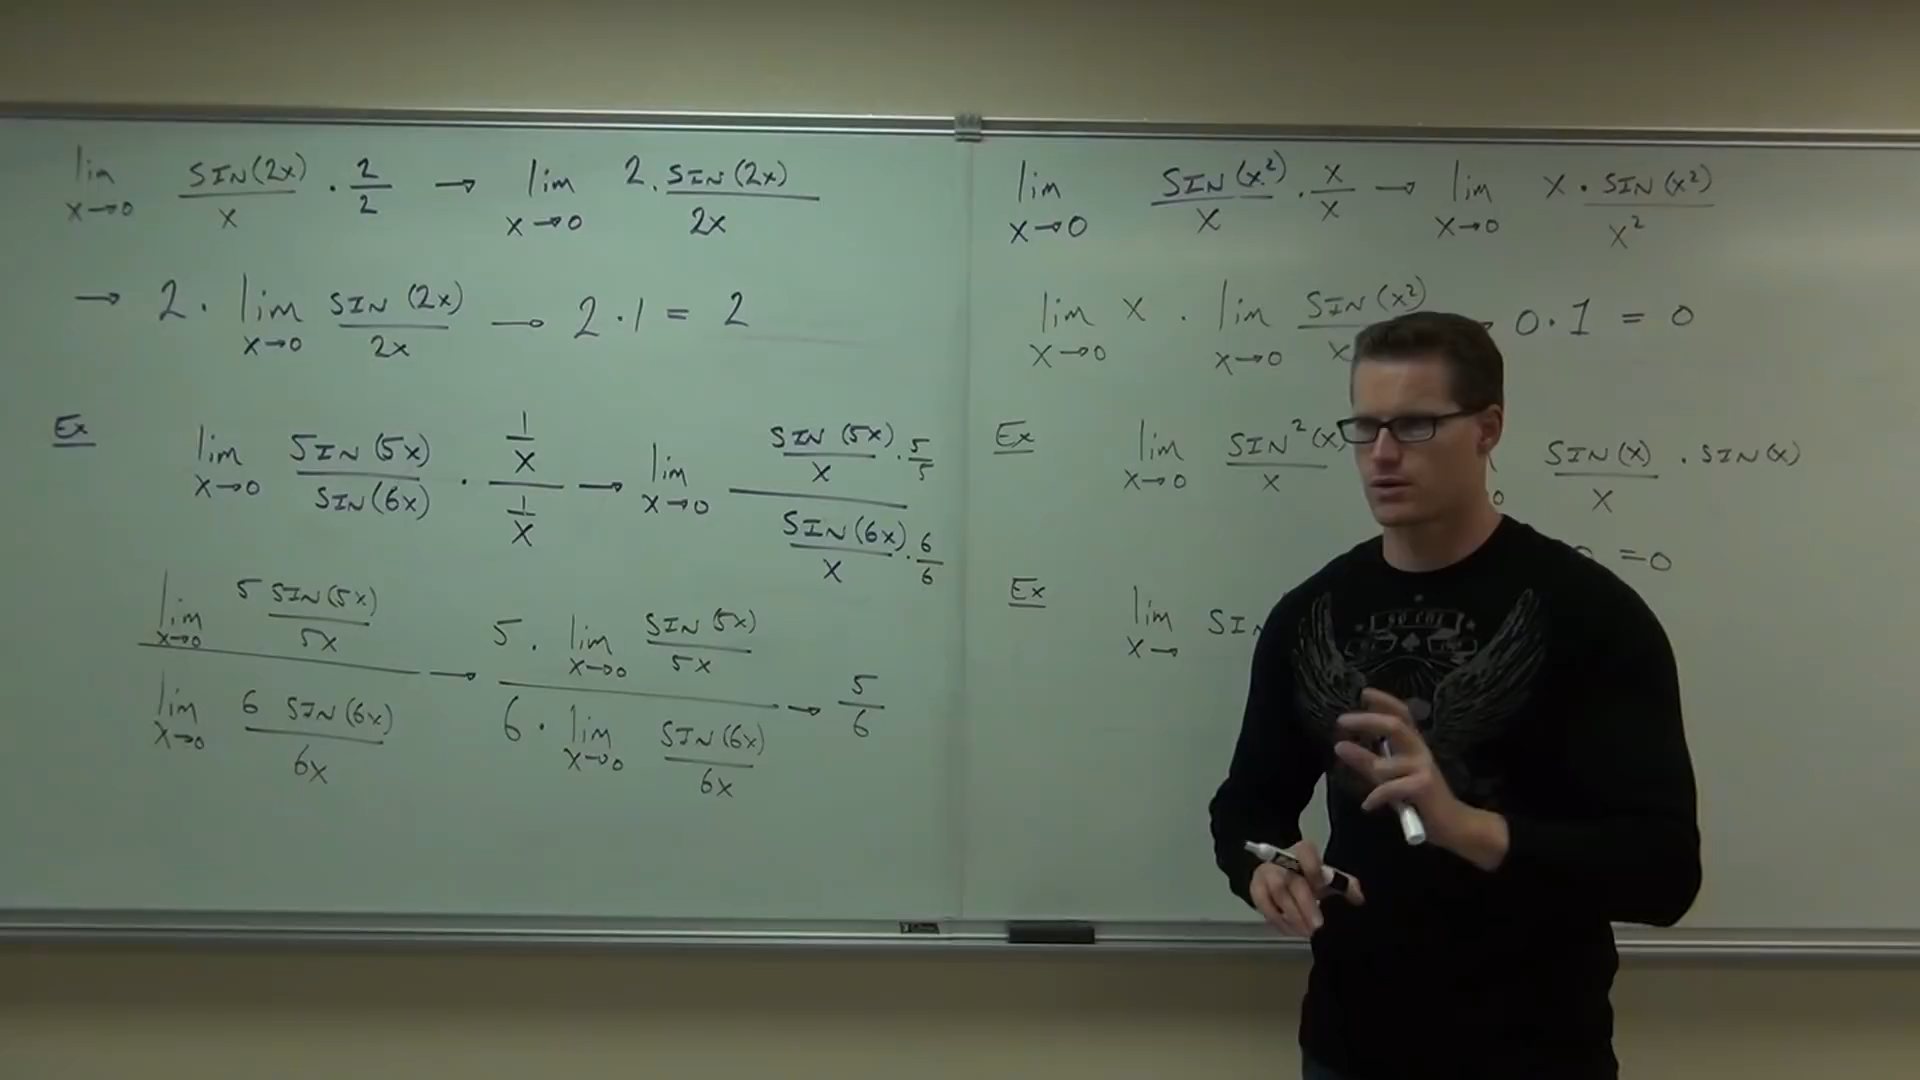 lim x→0 SIN(2x)/x · 2/2 → lim x→0 2 · SIN(2x)/2x
→ 2 · lim x→0 SIN(2x)/2x → 2 · 1 = 2
Ex
lim x→0 SIN(5x)/SIN(6x) · (1/x)/(1/x) → lim x→0 (SIN(5x)/x · 5/5)/(SIN(6x)/x · 6/6)
(lim x→0 5 SIN(5x)/5x)/(lim x→0 6 SIN(6x)/6x) → (5 · lim x→0 SIN(5x)/5x)/(6 · lim x→0 SIN(6x)/6x) → 5/6
lim x→0 SIN(x²)/x · x/x → lim x→0 x · SIN(x²)/x²
lim x→0 x · lim x→0 SIN(x²)/x 0 · 1 = 0
Ex
lim x→0 SIN²(x)/x SIN(x)/x · SIN(x)
= 0
Ex
lim x→ SIN